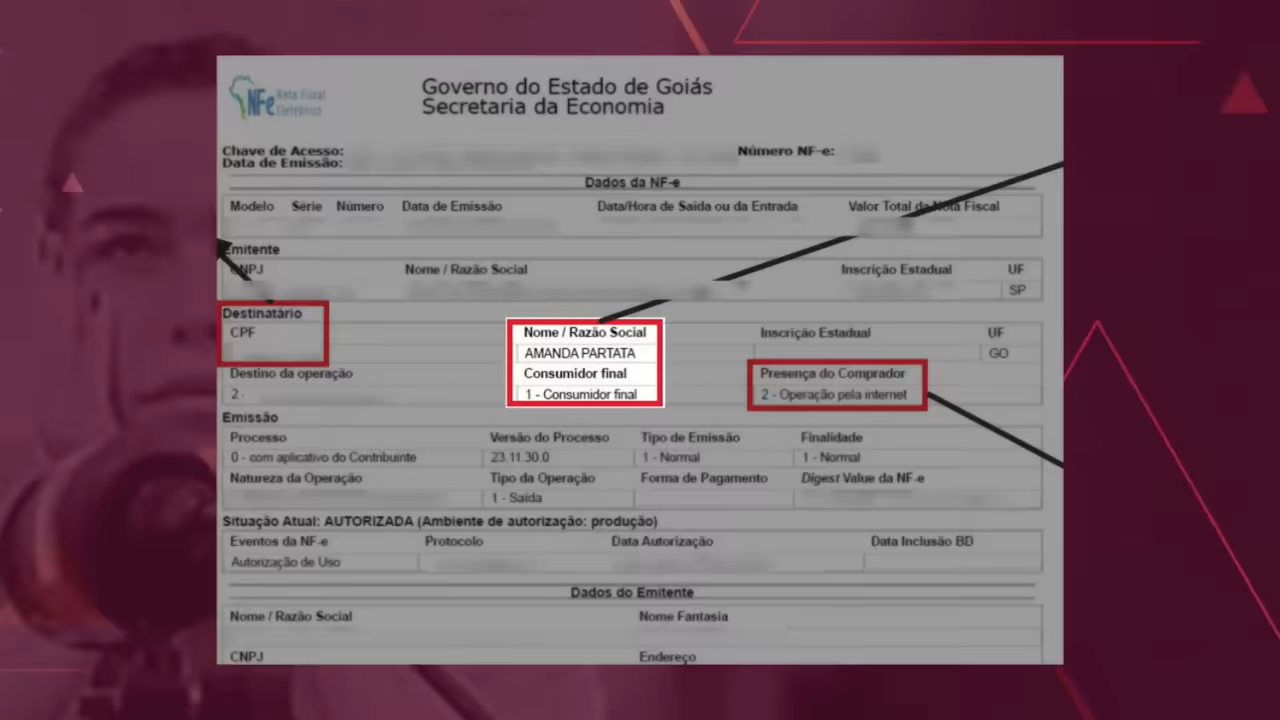 NFe Nota Fiscal
Eletrônica
Governo do Estado de Goiás
Secretaria da Economia
Chave de Acesso:
Número NF-e:
Data de Emissão:
Dados da NF-e
Modelo Série Número Data de Emissão Data/Hora de Saída ou da Entrada Valor Total da Nota Fiscal
Emitente
CNPJ Nome / Razão Social Inscrição Estadual UF
SP
Destinatário
CPF Nome / Razão Social Inscrição Estadual UF
AMANDA PARTATA GO
Destino da operação Consumidor final Presença do Comprador
2 - 1 - Consumidor final 2 - Operação pela internet
Emissão
Processo Versão do Processo Tipo de Emissão Finalidade
0 - com aplicativo do Contribuinte 23.11.30.0 1 - Normal 1 - Normal
Natureza da Operação Tipo da Operação Forma de Pagamento Digest Value da NF-e
1 - Saída
Situação Atual: AUTORIZADA (Ambiente de autorização: produção)
Eventos da NF-e Protocolo Data Autorização Data Inclusão BD
Autorização de Uso
Dados do Emitente
Nome / Razão Social Nome Fantasia
CNPJ Endereço